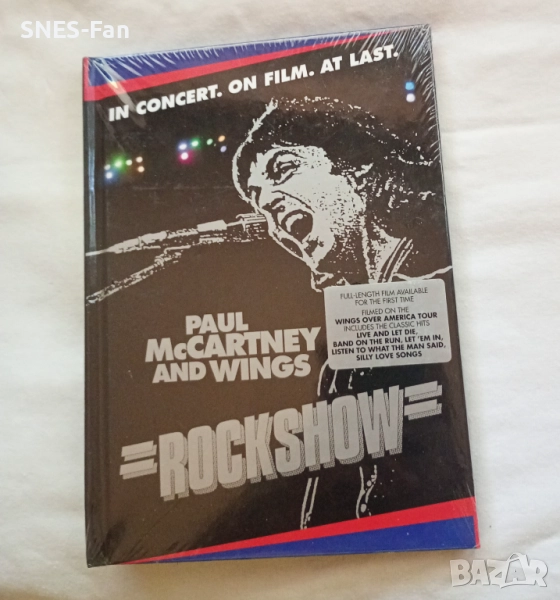 SNES-Fan
IN CONCERT. ON FILM. AT LAST.
PAUL
McCARTNEY
AND WINGS
FULL-LENGTH FILM AVAILABLE
FOR THE FIRST TIME
FILMED ON THE
WINGS OVER AMERICA TOUR
INCLUDES THE CLASSIC HITS
LIVE AND LET DIE,
BAND ON THE RUN, LET 'EM IN,
LISTEN TO WHAT THE MAN SAID,
SILLY LOVE SONGS
ROCKSHOW
BAZAR